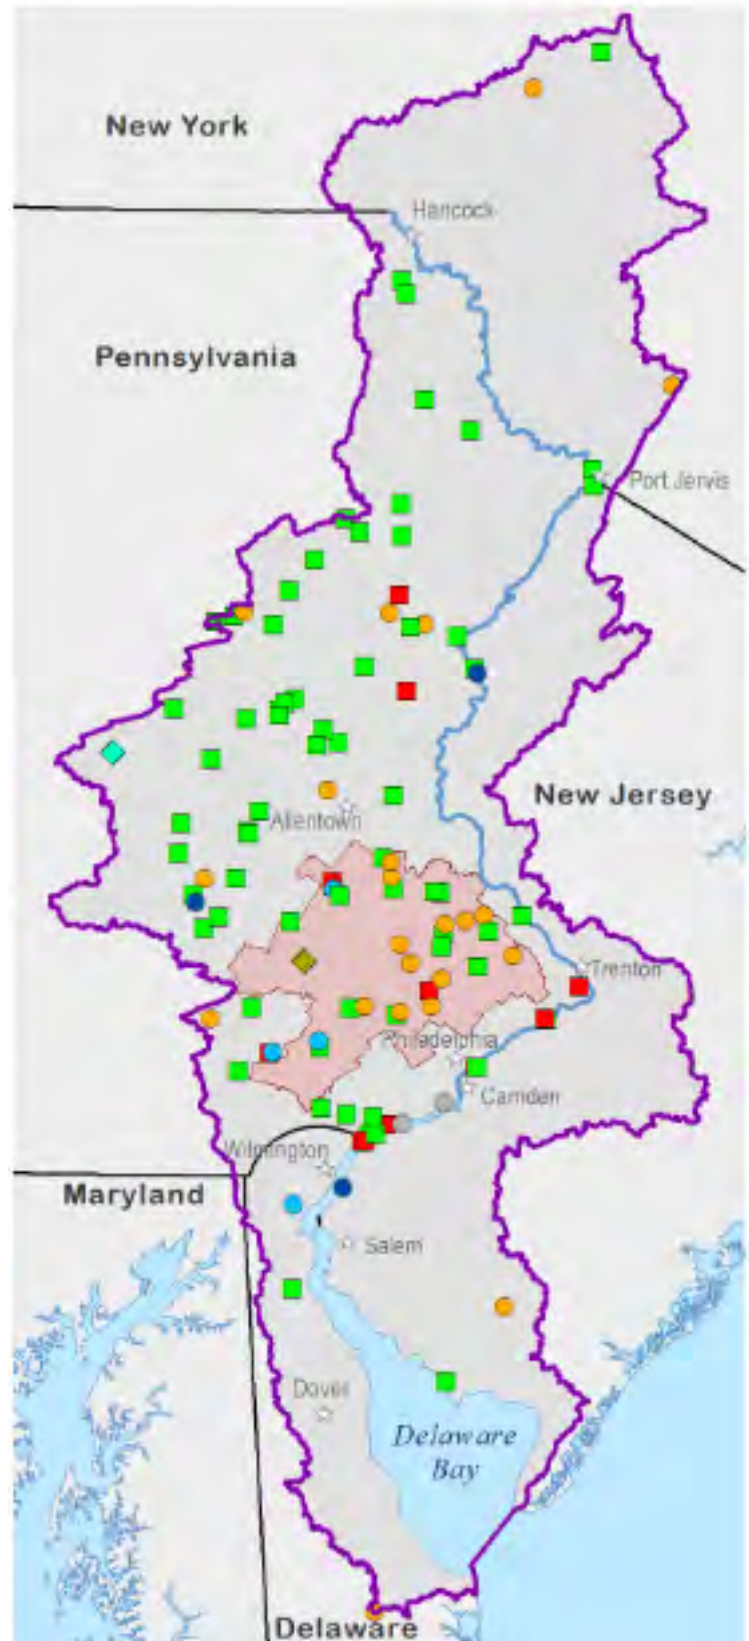 New York
Hancock
Pennsylvania
Port Jervis
New Jersey
Allentown
Trenton
Philadelphia
Camden
Wilmington
Maryland
Salem
Dover
Delaware
Bay
Delaware